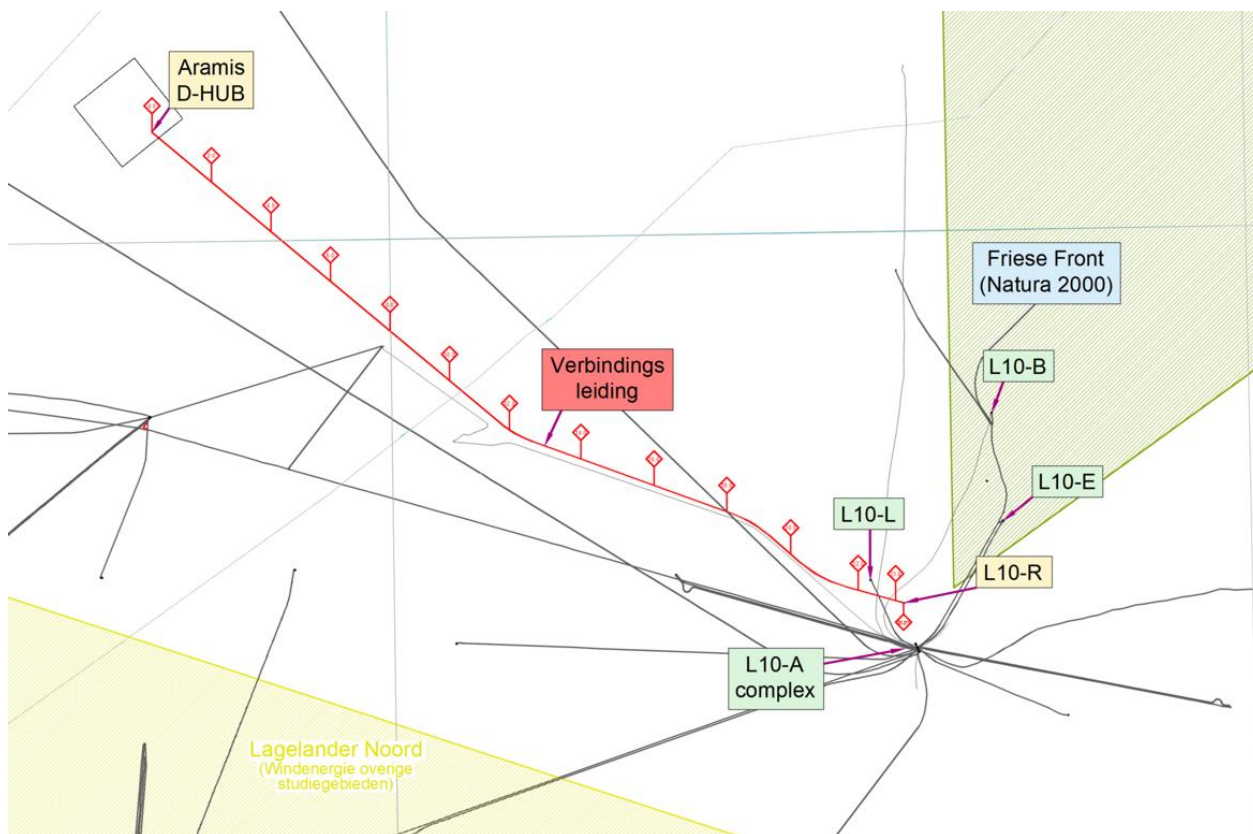 Aramis
D-HUB
Friese Front
(Natura 2000)
L10-B
Verbindings
leiding
L10-E
L10-L
L10-R
L10-A
complex
Lagelander Noord
(Windenergie overige
studiegebieden)